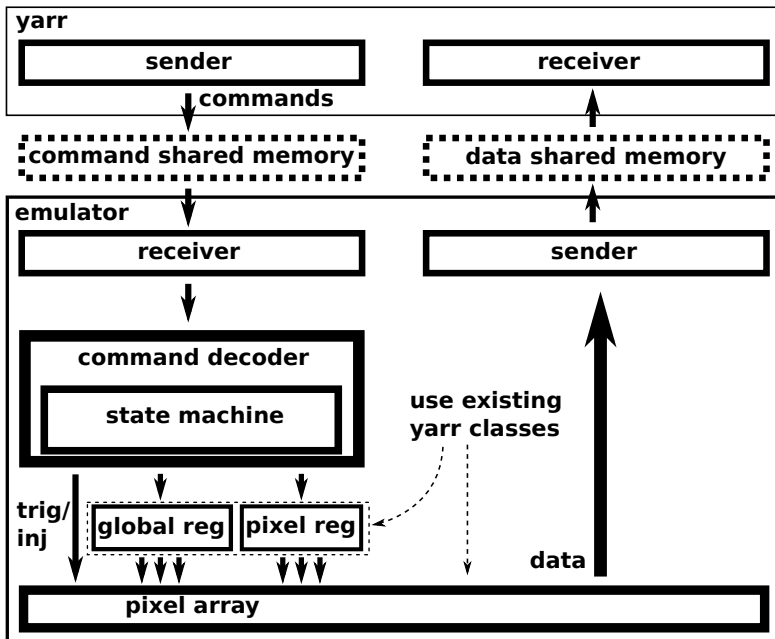 yarr
sender
receiver
commands
command shared memory
data shared memory
emulator
receiver
sender
command decoder
state machine
use existing
yarr classes
trig/
inj
global reg
pixel reg
data
pixel array